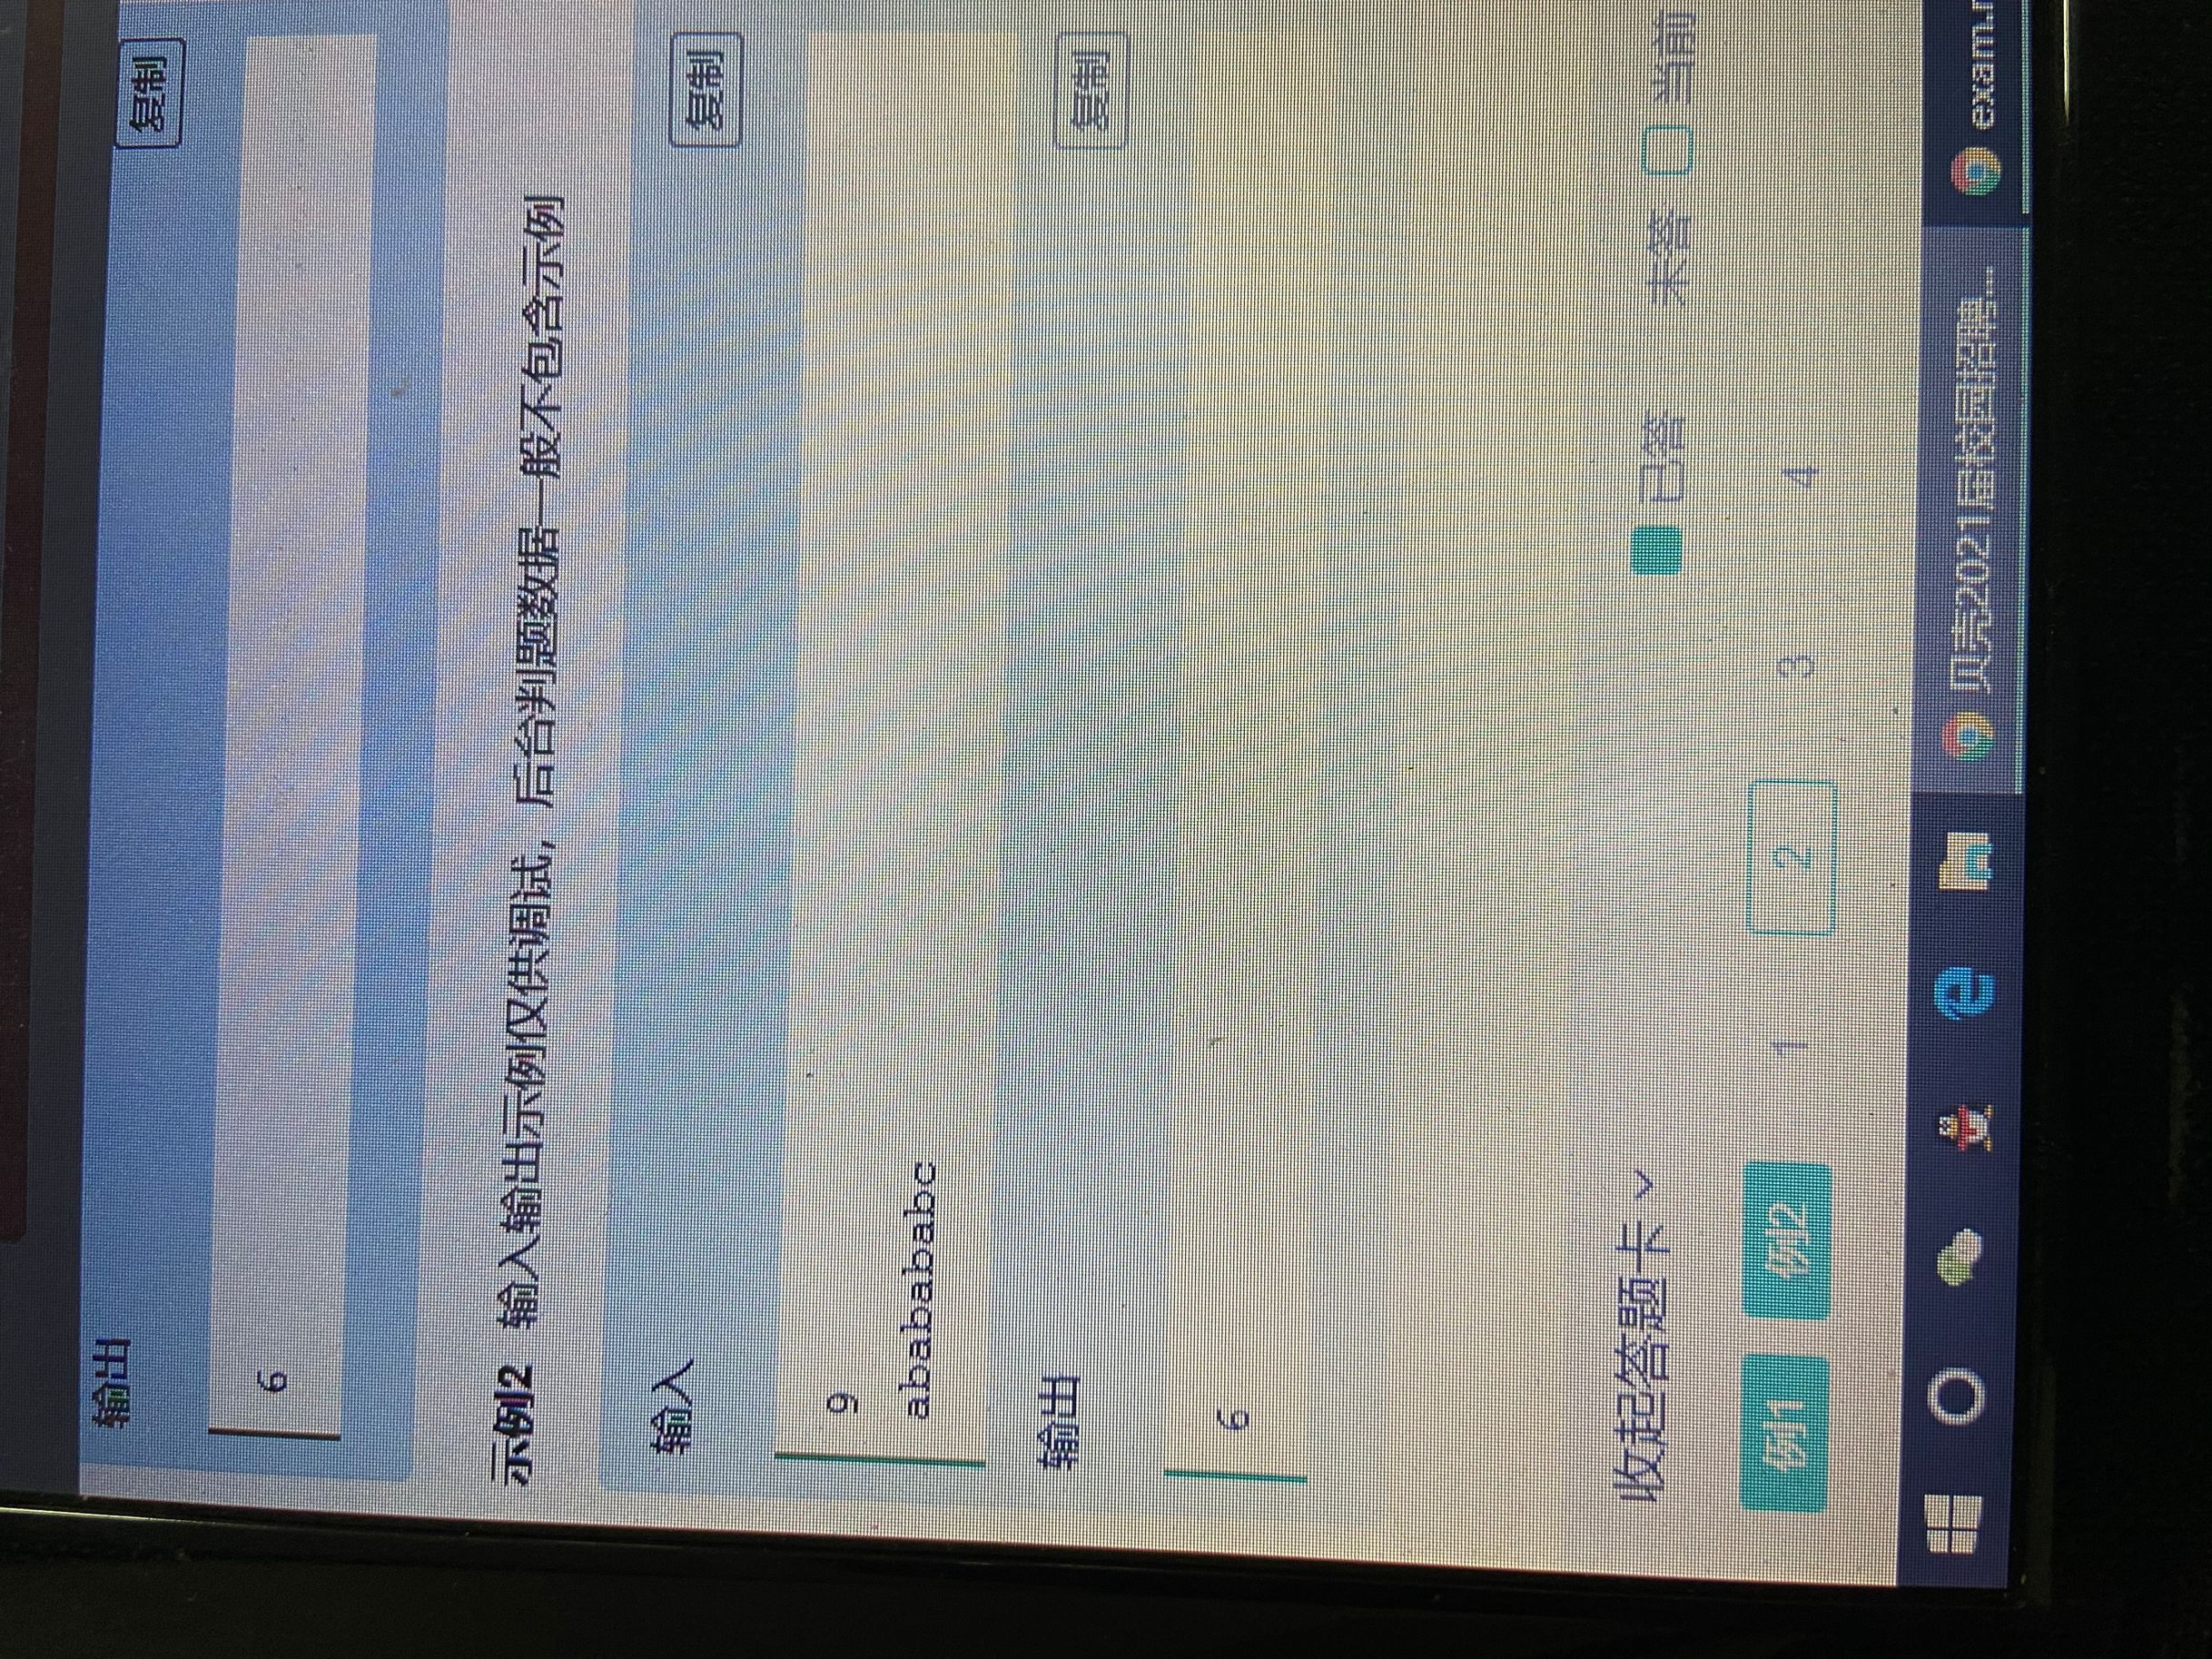 输出
复制
6
示例2 输入输出示例仅供调试，后台判题数据一般不包含示例
输入
复制
9
ababababc
输出
复制
6
收起答题卡
已答 未答 当前
例1 例2 1 2 3 4
贝壳2021届校园招聘... exam.n